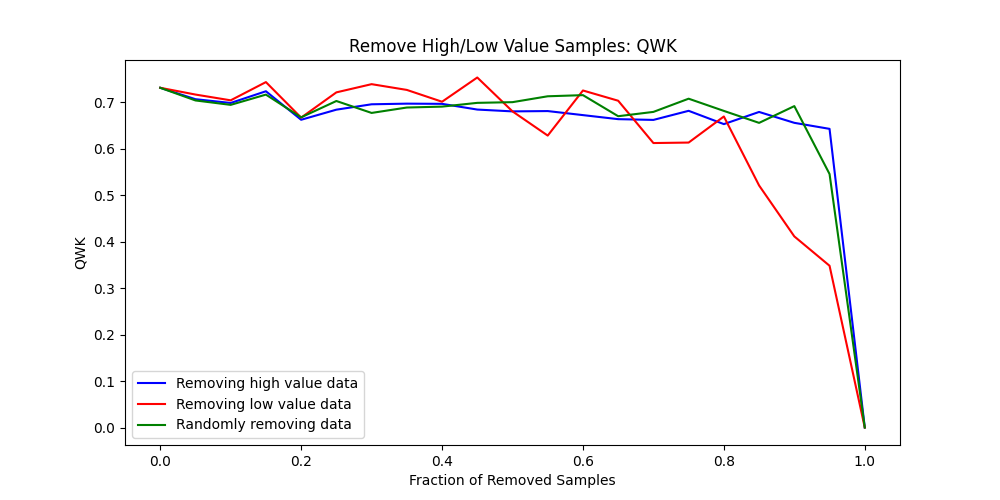 Remove High/Low Value Samples: QWK
QWK
0.7
0.6
0.5
0.4
0.3
0.2
0.1
0.0
Removing high value data
Removing low value data
Randomly removing data
0.0 0.2 0.4 0.6 0.8 1.0
Fraction of Removed Samples